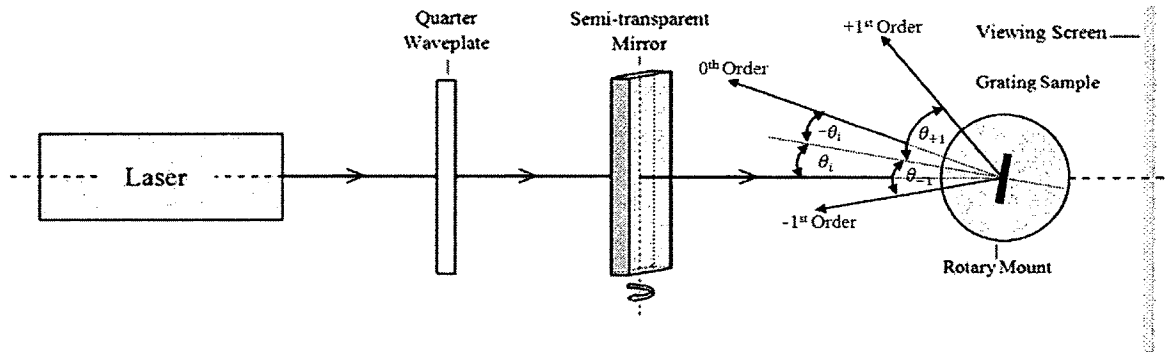 Quarter
Waveplate
Semi-transparent
Mirror
+1st Order
0th Order
Viewing Screen
Grating Sample
Laser
-θi
θi
θ+1
θ-1
-1st Order
Rotary Mount